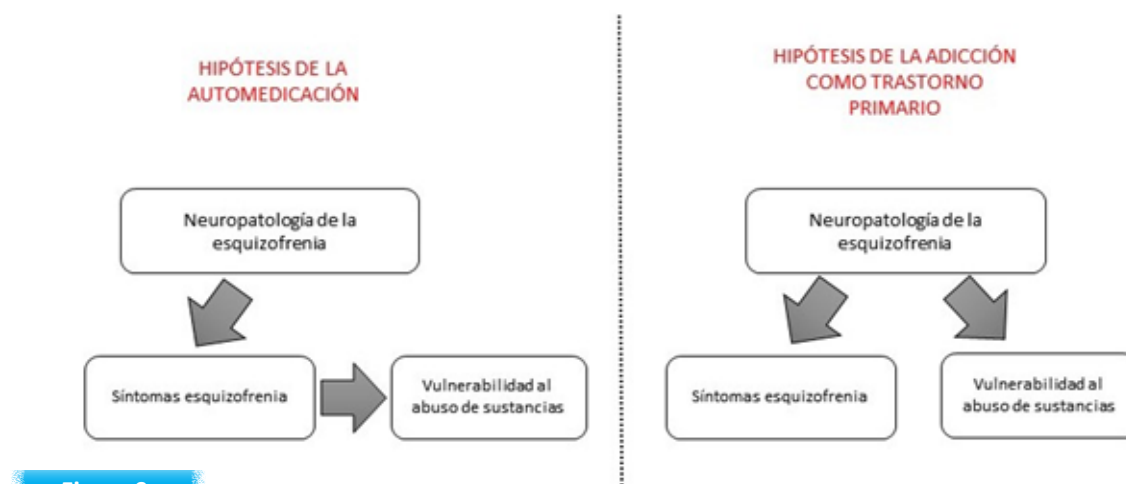 HIPÓTESIS DE LA
AUTOMEDICACIÓN
Neuropatología de la
esquizofrenia
Síntomas esquizofrenia
Vulnerabilidad al
abuso de sustancias
HIPÓTESIS DE LA ADICCIÓN
COMO TRASTORNO
PRIMARIO
Neuropatología de la
esquizofrenia
Síntomas esquizofrenia
Vulnerabilidad al
abuso de sustancias